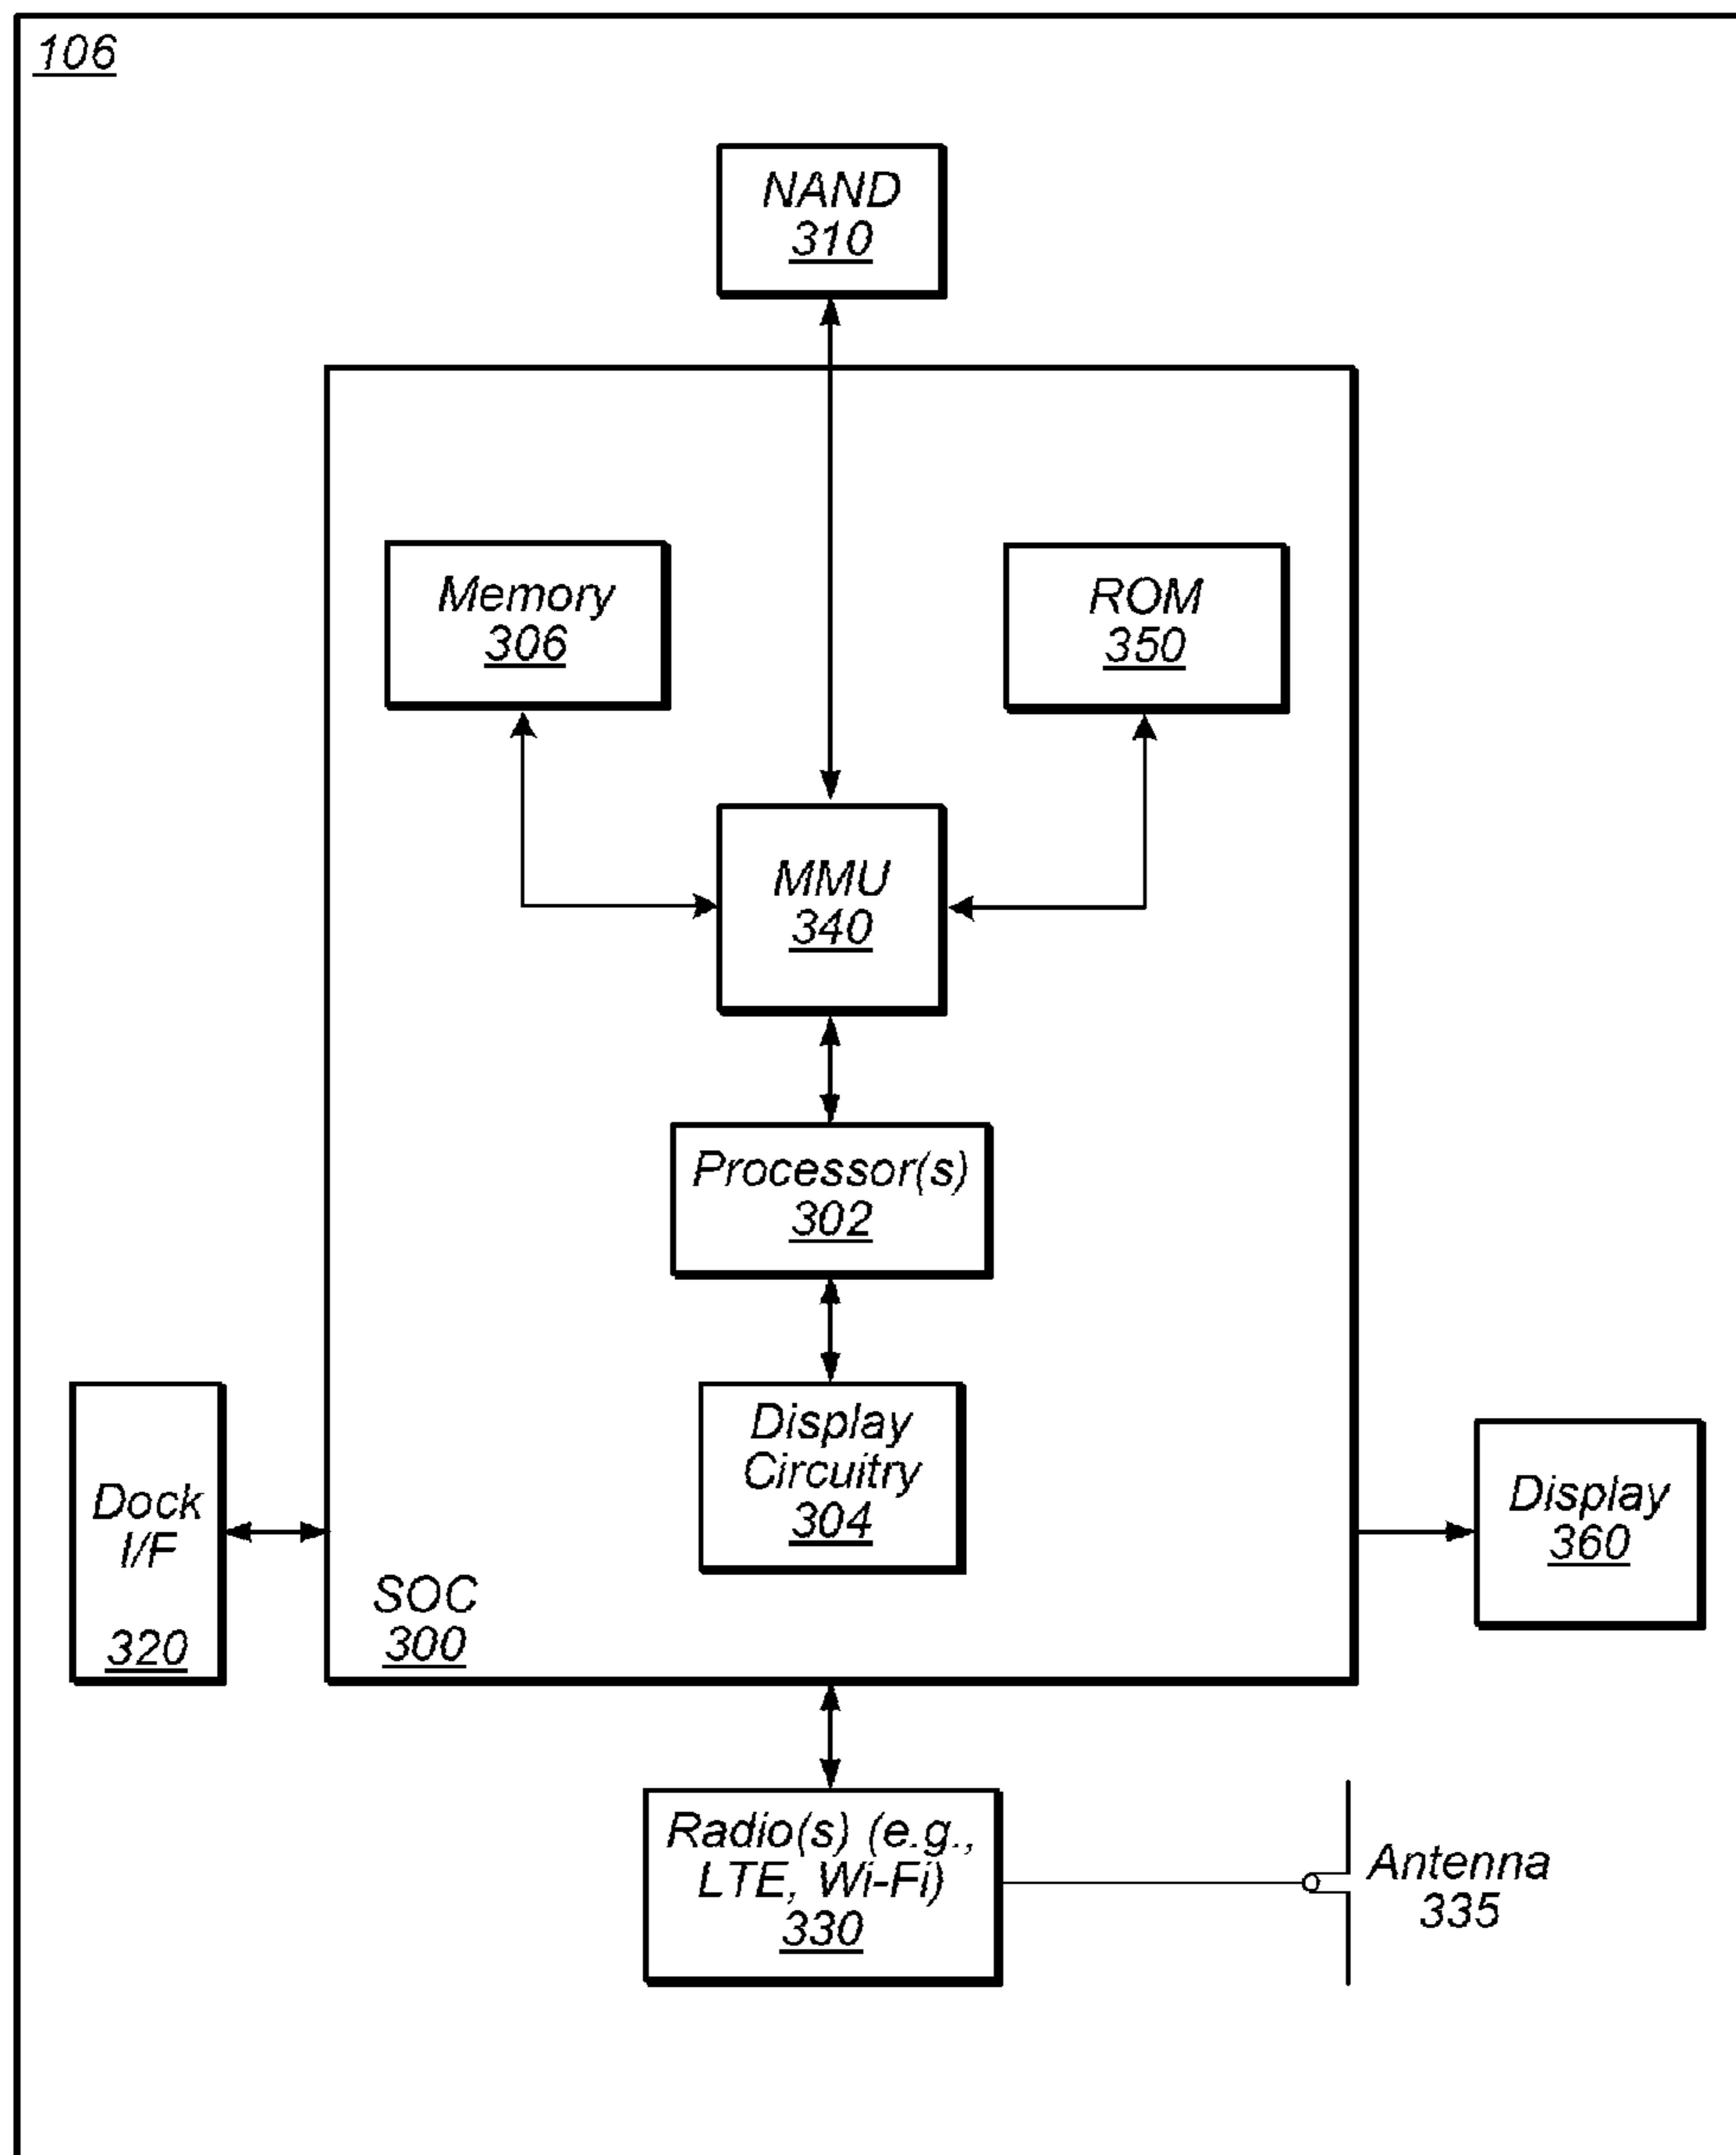 106
NAND
310
Memory
306
ROM
350
MMU
340
Processor(s)
302
Display
Circuitry
304
Dock
I/F
320
SOC
300
Display
360
Radio(s) (e.g.,
LTE, Wi-Fi)
330
Antenna
335